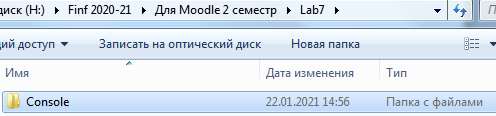 диск (H:) ▸ Finf 2020-21 ▸ Для Moodle 2 семестр ▸ Lab7 ▸
щий доступ ▾ Записать на оптический диск Новая папка
Имя Дата изменения Тип
Console 22.01.2021 14:56 Папка с файлами